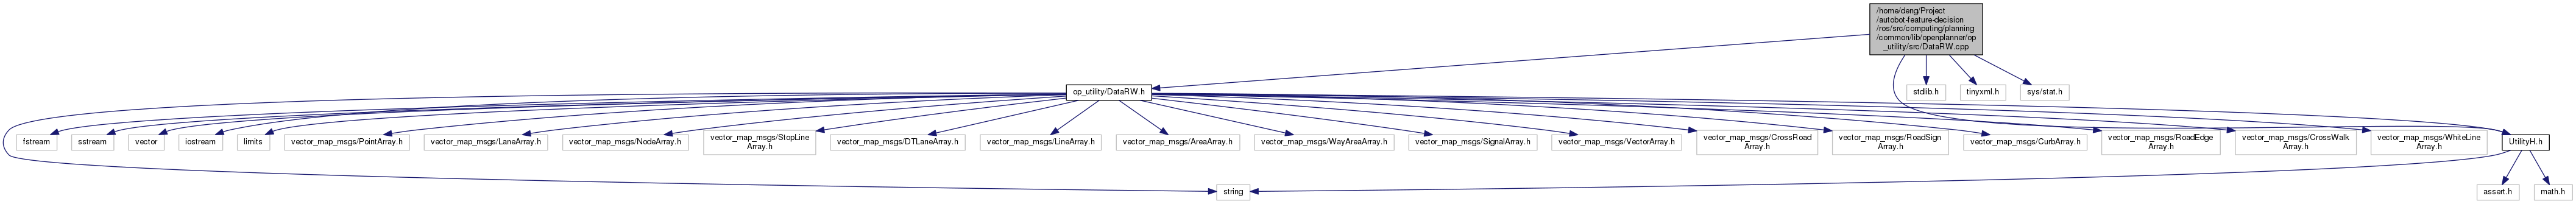 /home/deng/Project
/autobot-feature-decision
/ros/src/computing/planning
/common/lib/openplanner/op
_utility/src/DataRW.cpp
op_utility/DataRW.h
stdlib.h
tinyxml.h
sys/stat.h
fstream
sstream
vector
iostream
limits
vector_map_msgs/PointArray.h
vector_map_msgs/LaneArray.h
vector_map_msgs/NodeArray.h
vector_map_msgs/StopLine
Array.h
vector_map_msgs/DTLaneArray.h
vector_map_msgs/LineArray.h
vector_map_msgs/AreaArray.h
vector_map_msgs/WayAreaArray.h
vector_map_msgs/SignalArray.h
vector_map_msgs/VectorArray.h
vector_map_msgs/CrossRoad
Array.h
vector_map_msgs/RoadSign
Array.h
vector_map_msgs/CurbArray.h
vector_map_msgs/RoadEdge
Array.h
vector_map_msgs/CrossWalk
Array.h
vector_map_msgs/WhiteLine
Array.h
UtilityH.h
string
assert.h
math.h